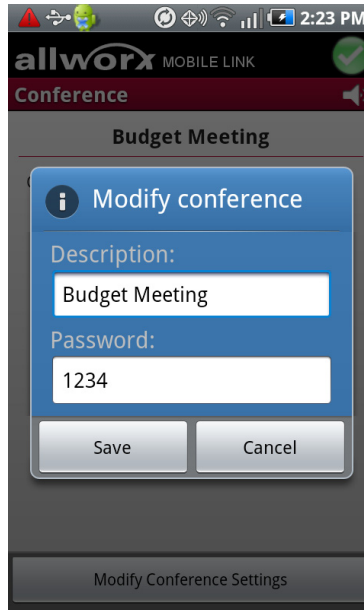 2:23 PM
allworx MOBILE LINK
Conference
Budget Meeting
Modify conference
Description:
Budget Meeting
Password:
1234
Save Cancel
Modify Conference Settings